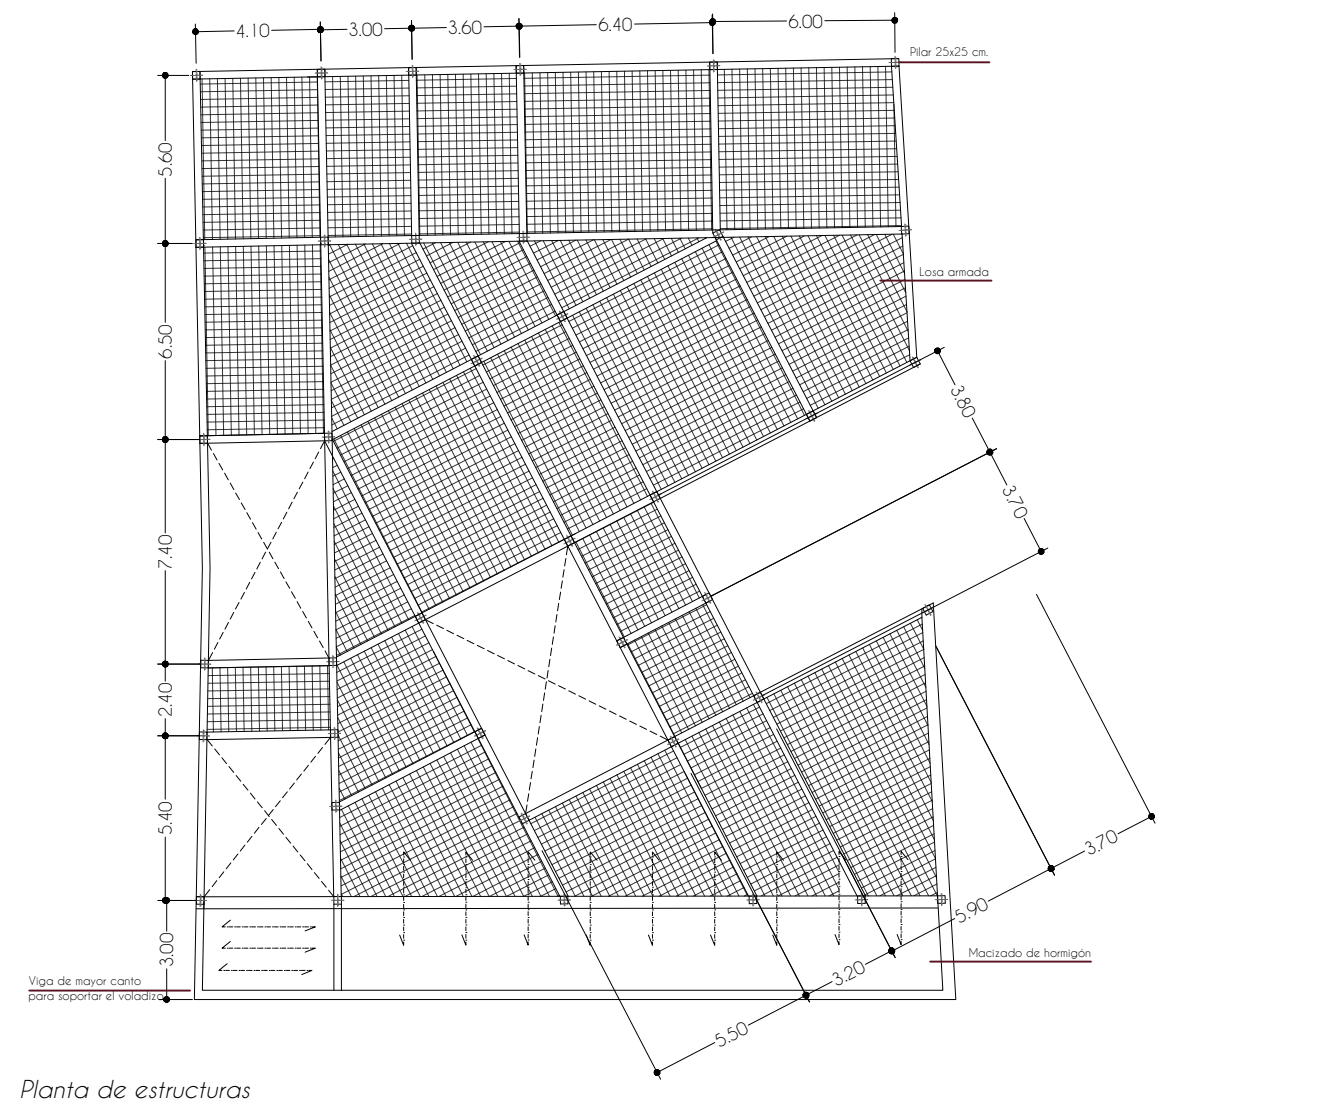 4.10
3.00
3.60
6.40
6.00
Pilar 25x25 cm.
5.60
Losa armada
6.50
3.80
3.70
7.40
2.40
5.40
3.70
5.90
3.00
Macizado de hormigón
3.20
Viga de mayor canto
para soportar el voladizo
5.50
Planta de estructuras